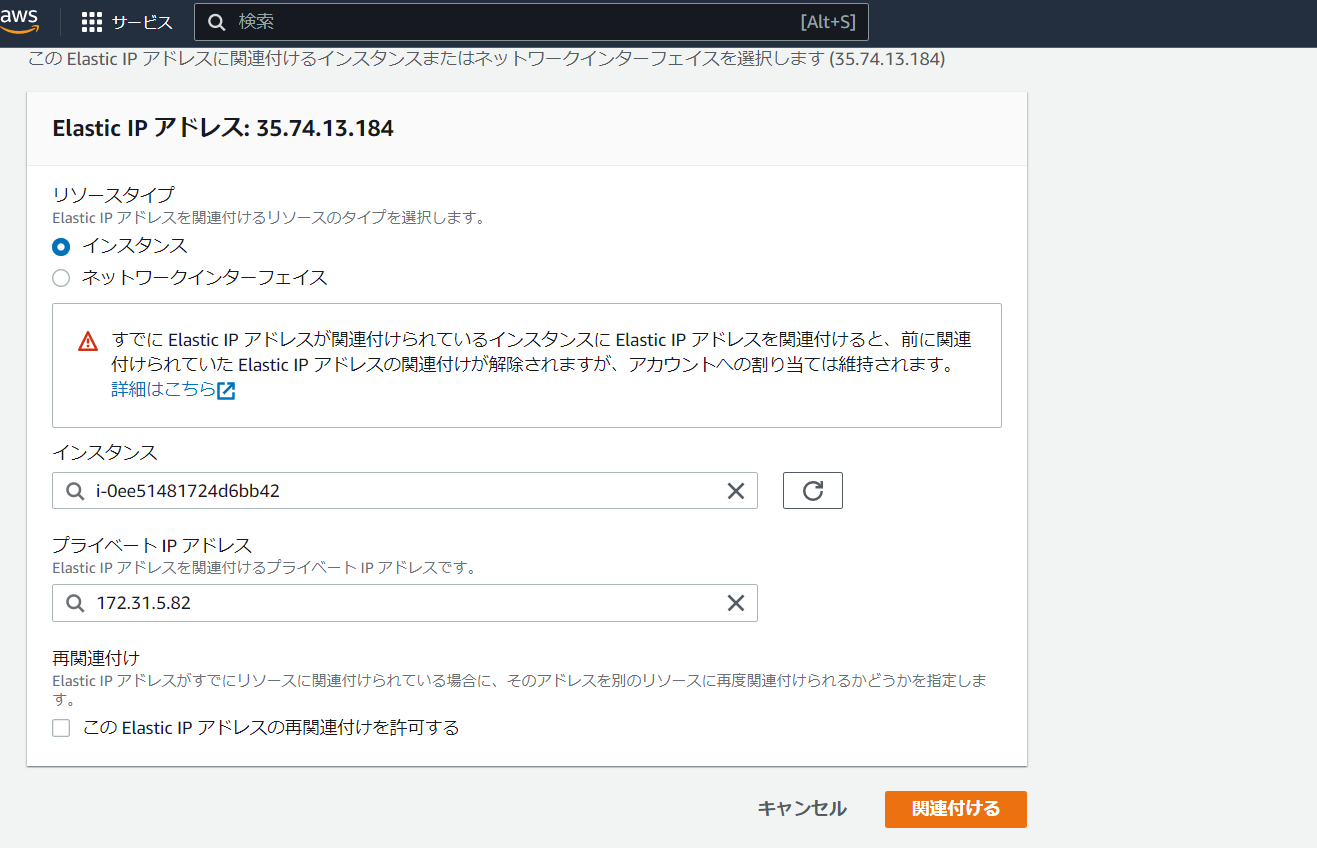 aws
サービス
検索
[Alt+S]
この Elastic IP アドレスに関連付けるインスタンスまたはネットワークインターフェイスを選択します (35.74.13.184)
Elastic IP アドレス: 35.74.13.184
リソースタイプ
Elastic IP アドレスを関連付けるリソースのタイプを選択します。
インスタンス
ネットワークインターフェイス
すでに Elastic IP アドレスが関連付けられているインスタンスに Elastic IP アドレスを関連付けると、前に関連
付けられていた Elastic IP アドレスの関連付けが解除されますが、アカウントへの割り当ては維持されます。
詳細はこちら
インスタンス
i-0ee51481724d6bb42
プライベート IP アドレス
Elastic IP アドレスを関連付けるプライベート IP アドレスです。
172.31.5.82
再関連付け
Elastic IP アドレスがすでにリソースに関連付けられている場合に、そのアドレスを別のリソースに再度関連付けられるかどうかを指定しま
す。
この Elastic IP アドレスの再関連付けを許可する
キャンセル
関連付ける